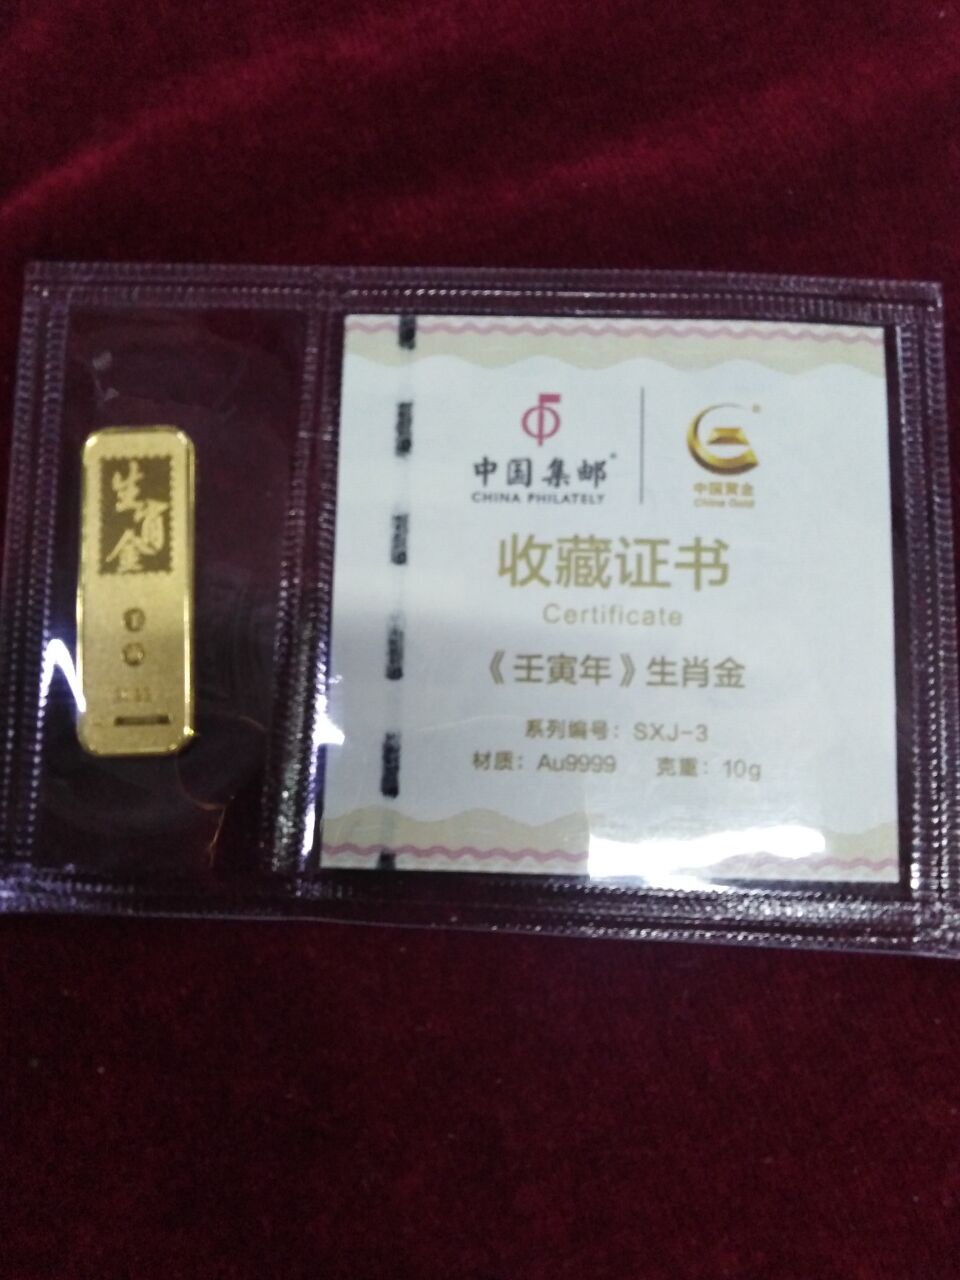 生肖金
中国集邮
CHINA PHILATELY
中国黄金
China Gold
收藏证书
Certificate
《壬寅年》生肖金
系列编号：SXJ-3
材质：Au9999 克重：10g